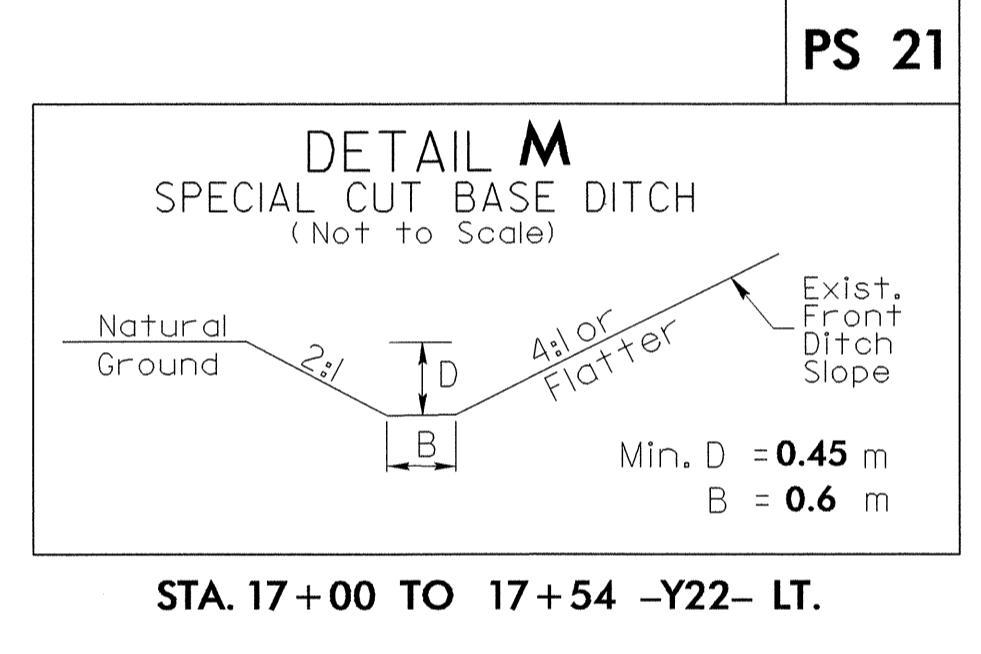 PS 21
DETAIL M
SPECIAL CUT BASE DITCH
(Not to Scale)
Natural
Ground
2:1
D
B
4:1 or
Flatter
Exist.
Front
Ditch
Slope
Min. D = 0.45 m
B = 0.6 m
STA. 17+00 TO 17+54 -Y22- LT.